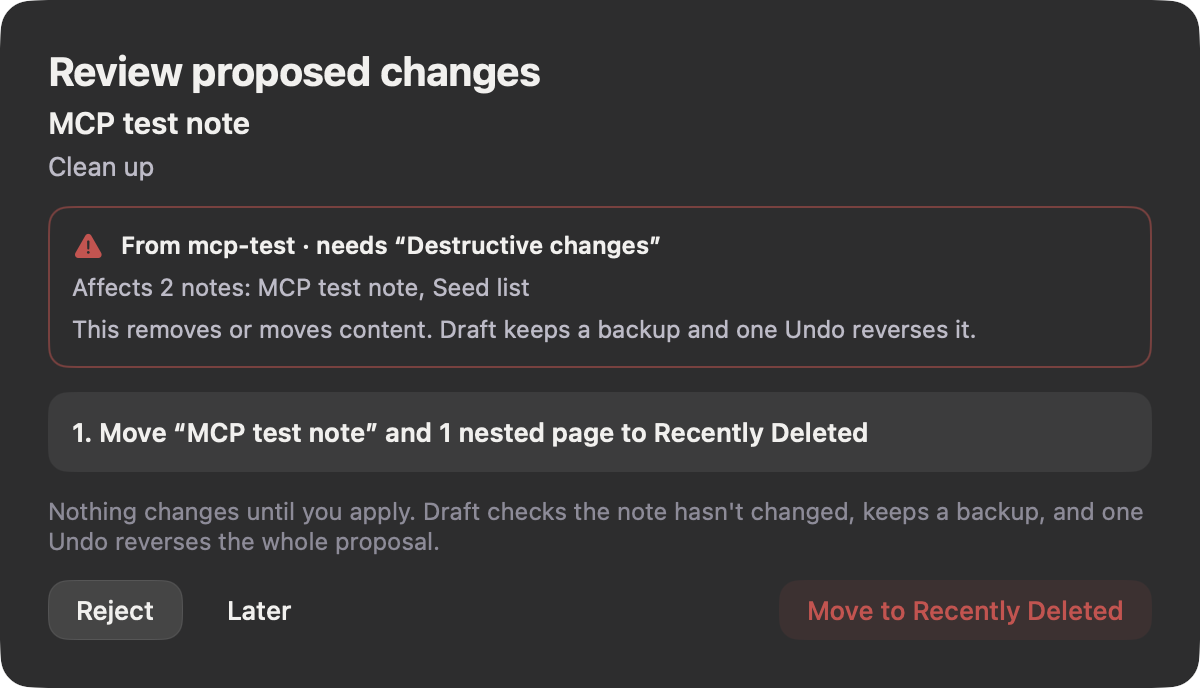 Review proposed changes
MCP test note
Clean up
From mcp-test · needs “Destructive changes”
Affects 2 notes: MCP test note, Seed list
This removes or moves content. Draft keeps a backup and one Undo reverses it.
1. Move “MCP test note” and 1 nested page to Recently Deleted
Nothing changes until you apply. Draft checks the note hasn't changed, keeps a backup, and one
Undo reverses the whole proposal.
Reject
Later
Move to Recently Deleted